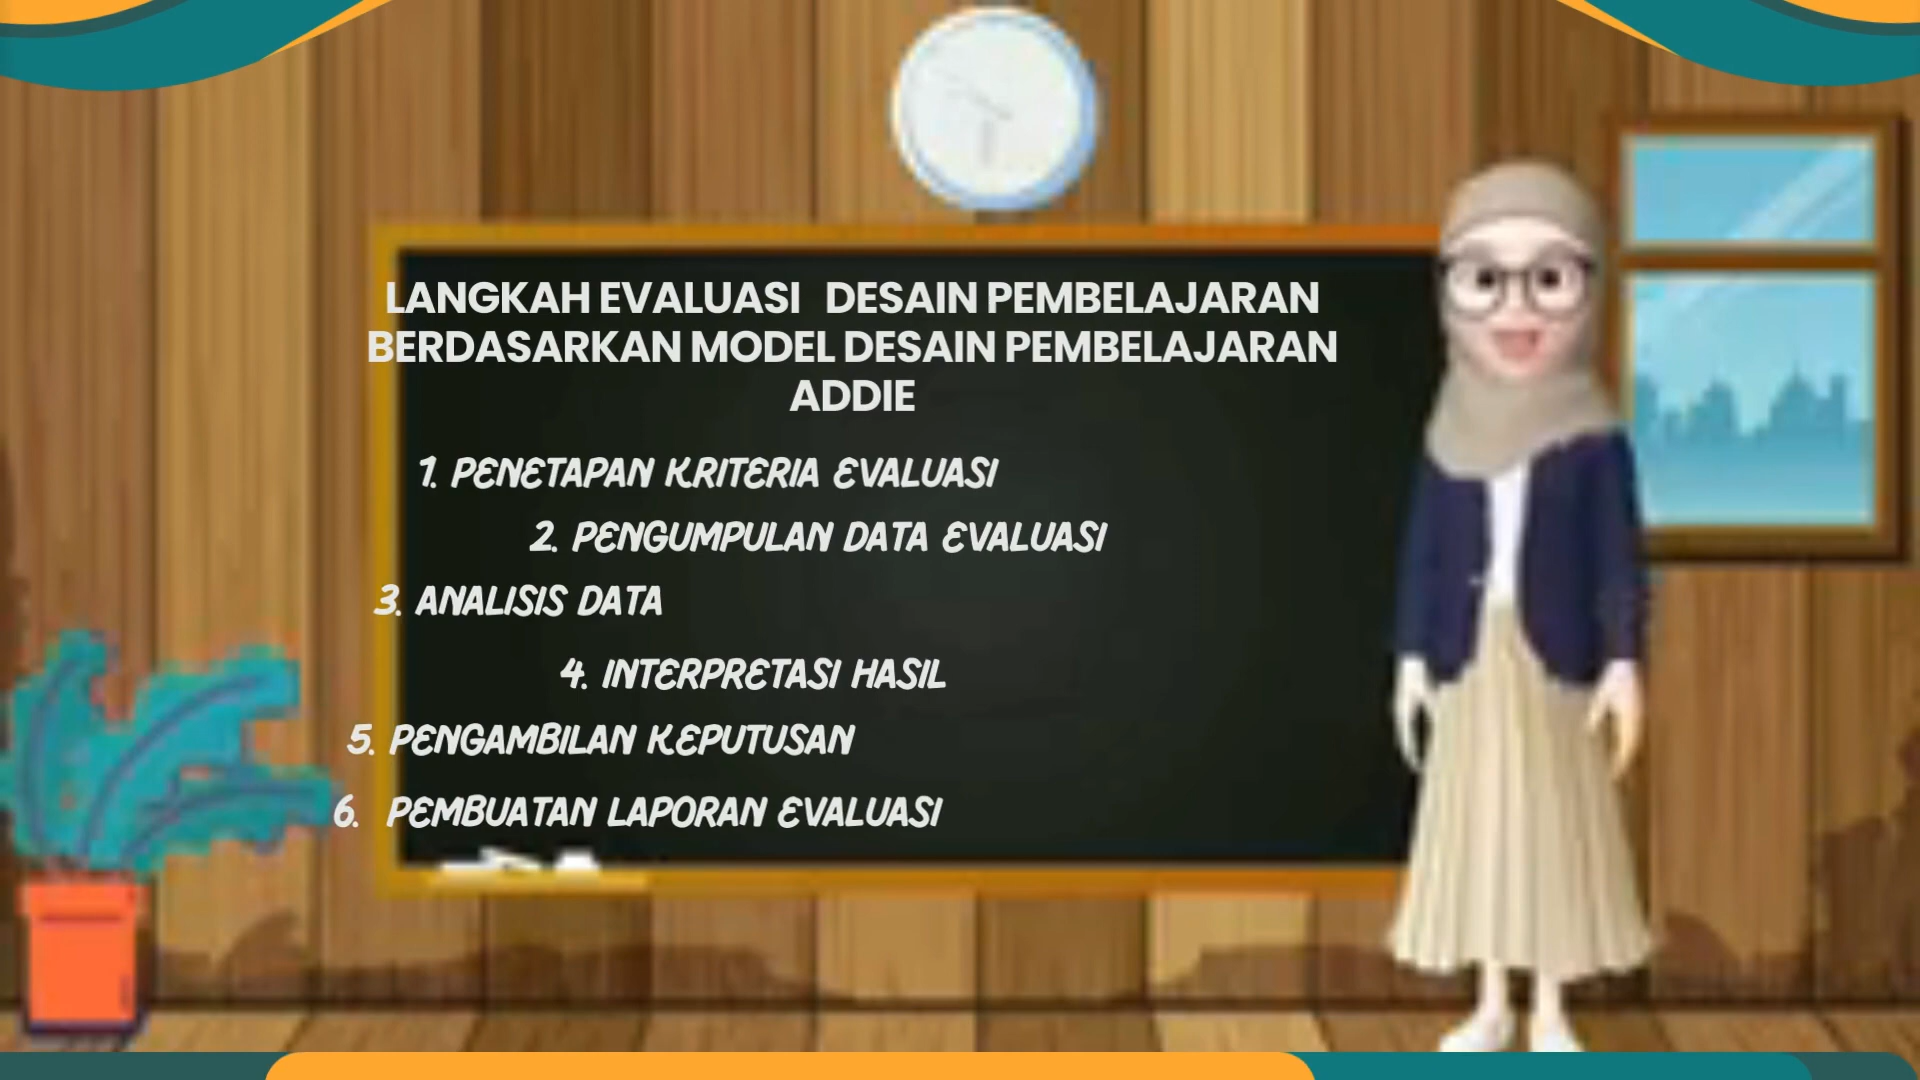 LANGKAH EVALUASI DESAIN PEMBELAJARAN
BERDASARKAN MODEL DESAIN PEMBELAJARAN
ADDIE
1. PENETAPAN KRITERIA EVALUASI
2. PENGUMPULAN DATA EVALUASI
3. ANALISIS DATA
4. INTERPRETASI HASIL
5. PENGAMBILAN KEPUTUSAN
6. PEMBUATAN LAPORAN EVALUASI